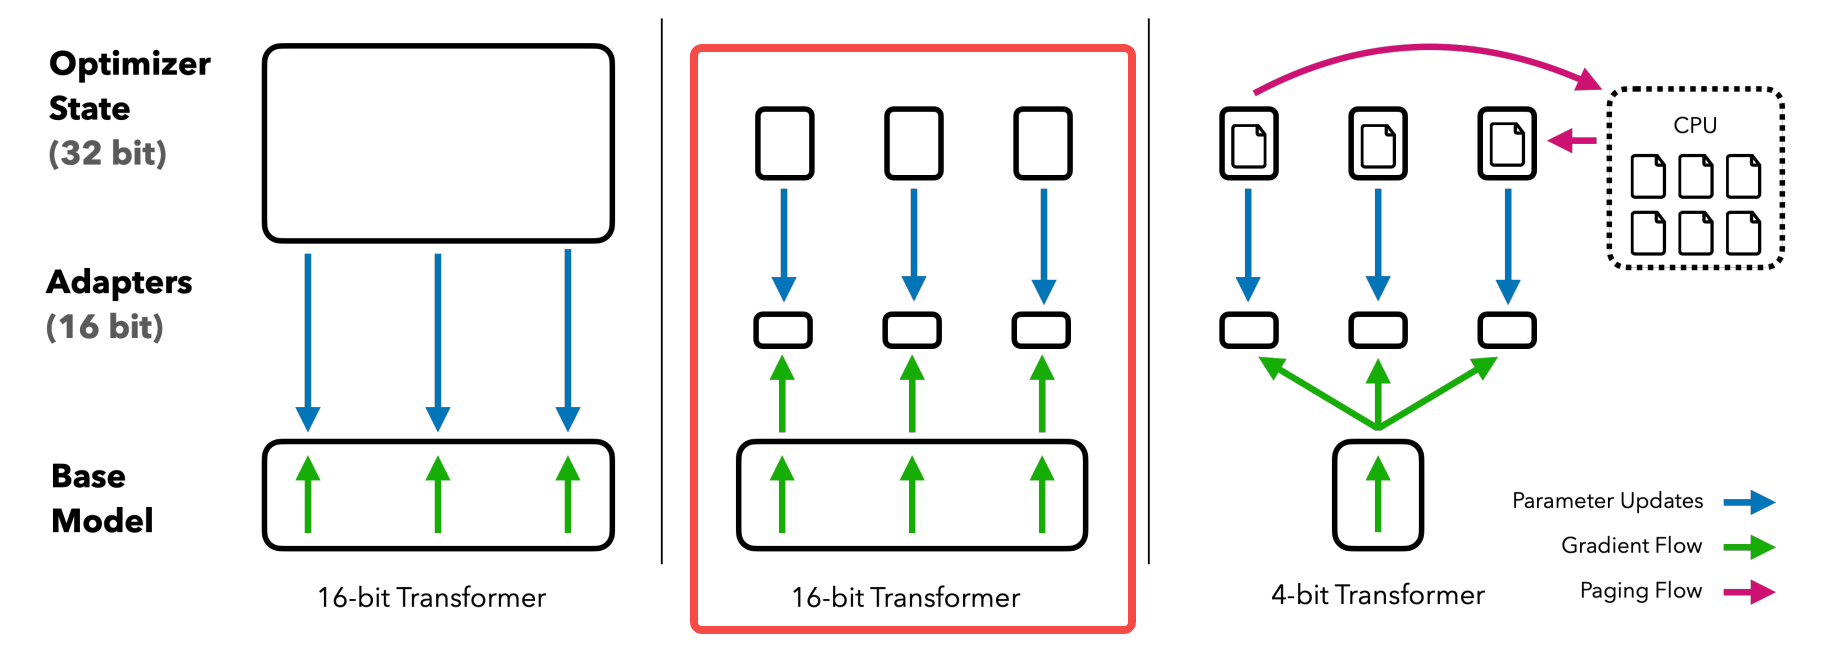 Optimizer
State
(32 bit)
Adapters
(16 bit)
Base
Model
16-bit Transformer
16-bit Transformer
CPU
4-bit Transformer
Parameter Updates
Gradient Flow
Paging Flow